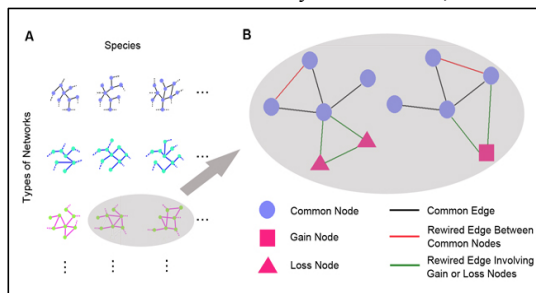 A
B
Species
Types of Networks
...
...
...
Common Node
Gain Node
Loss Node
Common Edge
Rewired Edge Between
Common Nodes
Rewired Edge Involving
Gain or Loss Nodes